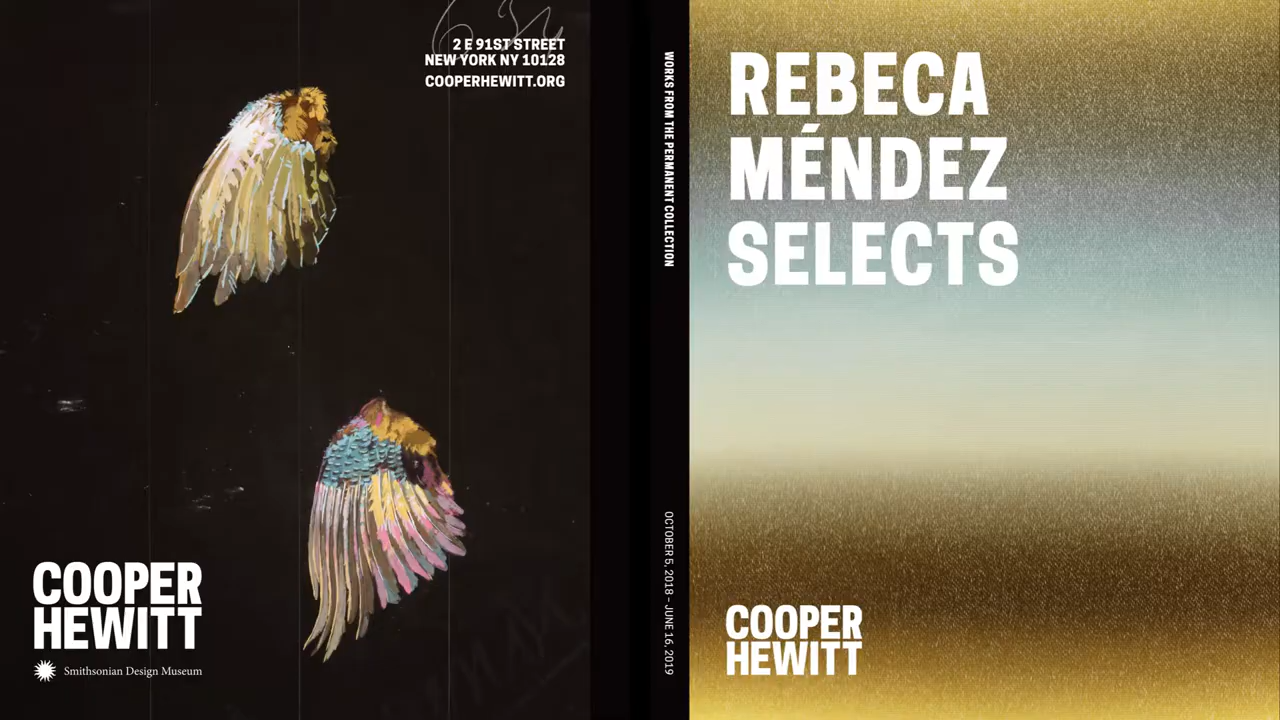 2 E 91ST STREET
NEW YORK NY 10128
COOPERHEWITT.ORG
COOPER
HEWITT
Smithsonian Design Museum
WORKS FROM THE PERMANENT COLLECTION
OCTOBER 5, 2018 – JUNE 16, 2019
REBECA
MÉNDEZ
SELECTS
COOPER
HEWITT